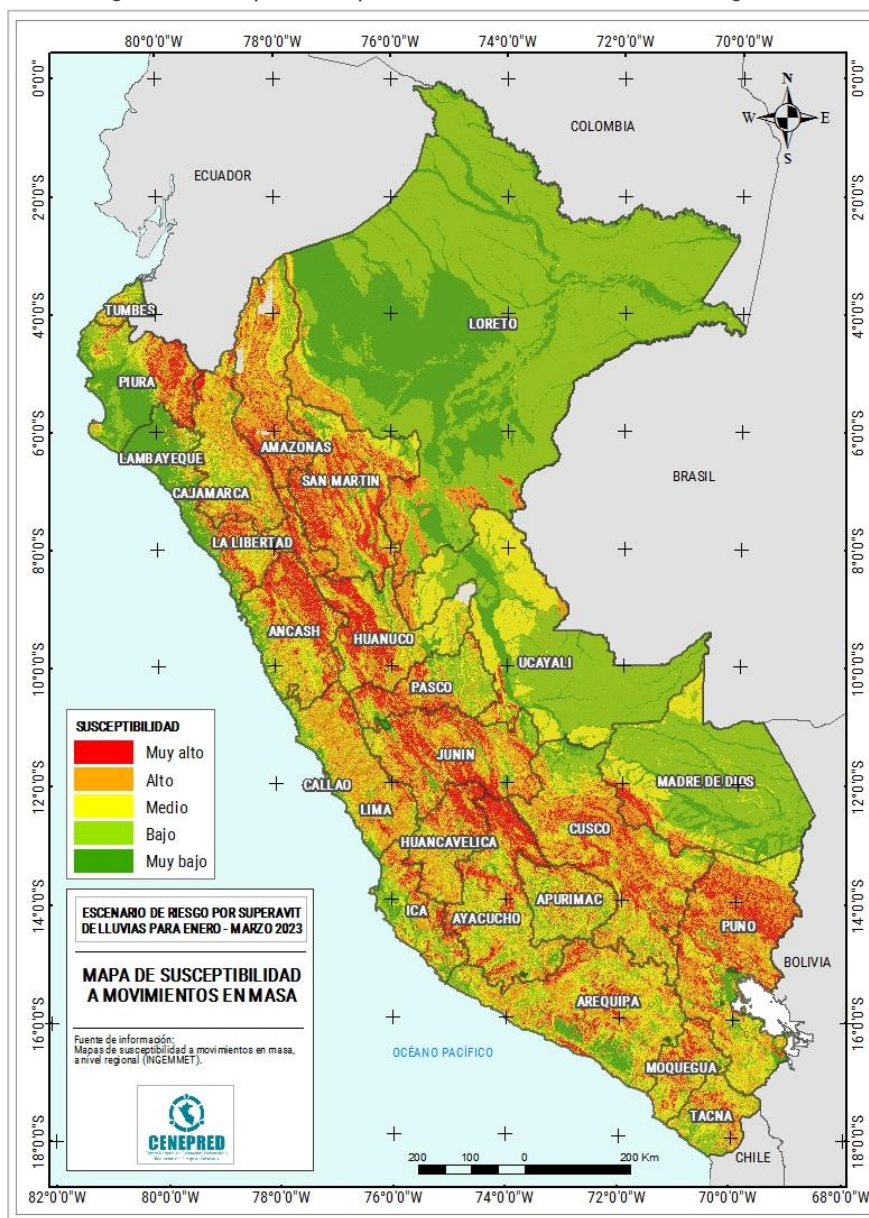 80°0'0"W 78°0'0"W 76°0'0"W 74°0'0"W 72°0'0"W 70°0'0"W
0°0'0"
2°0'0"S
4°0'0"S
6°0'0"S
8°0'0"S
10°0'0"S
12°0'0"S
14°0'0"S
16°0'0"S
18°0'0"S
N
W E
S
COLOMBIA
ECUADOR
TUMBES
LORETO
PIURA
AMAZONAS
LAMBAYEQUE
SAN MARTIN
BRASIL
CAJAMARCA
LA LIBERTAD
ANCASH
HUANUCO
UCAYALI
PASCO
JUNIN
MADRE DE DIOS
CALLAO
LIMA
CUSCO
HUANCAVELICA
APURIMAC
ICA
AYACUCHO
PUNO
BOLIVIA
AREQUIPA
OCÉANO PACÍFICO
MOQUEGUA
TACNA
CHILE
SUSCEPTIBILIDAD
Muy alto
Alto
Medio
Bajo
Muy bajo
ESCENARIO DE RIESGO POR SUPERAVIT
DE LLUVIAS PARA ENERO - MARZO 2023
MAPA DE SUSCEPTIBILIDAD
A MOVIMIENTOS EN MASA
Fuente de información:
Mapas de susceptibilidad a movimientos en masa,
a nivel regional (INGEMMET).
CENEPRED
200 100 0 200 Km
0°0'0"
2°0'0"S
4°0'0"S
6°0'0"S
8°0'0"S
10°0'0"S
12°0'0"S
14°0'0"S
16°0'0"S
18°0'0"S
82°0'0"W 80°0'0"W 78°0'0"W 76°0'0"W 74°0'0"W 72°0'0"W 70°0'0"W 68°0'0"W